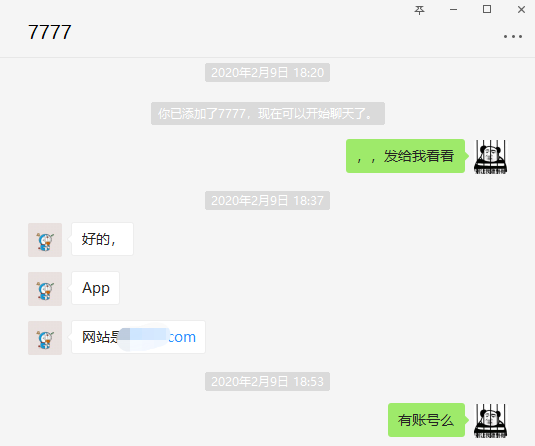 7777
2020年2月9日 18:20
你已添加了7777，现在可以开始聊天了。
，，发给我看看
2020年2月9日 18:37
好的，
App
网站是com
2020年2月9日 18:53
有账号么